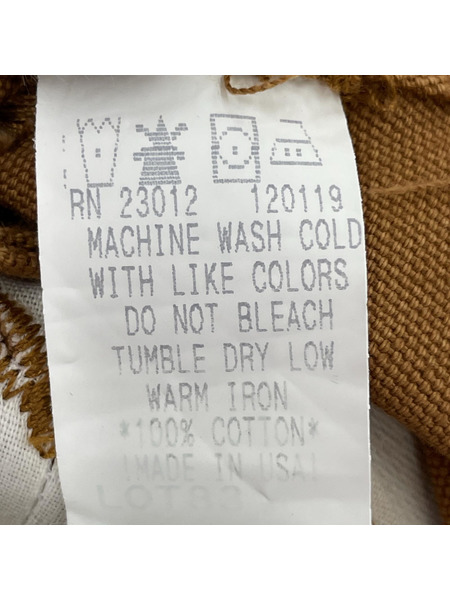 RN 23012 120119
MACHINE WASH COLD
WITH LIKE COLORS
DO NOT BLEACH
TUMBLE DRY LOW
WARM IRON
*100% COTTON*
(MADE IN USA)